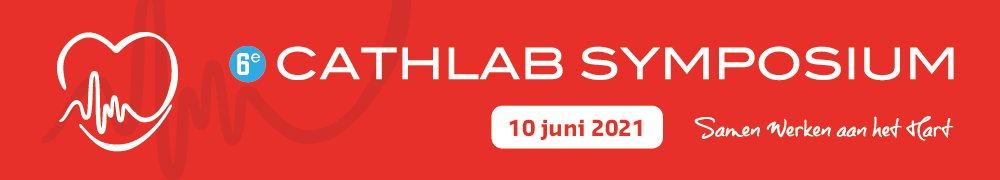 6e CATHLAB SYMPOSIUM
10 juni 2021
Samen Werken aan het Hart